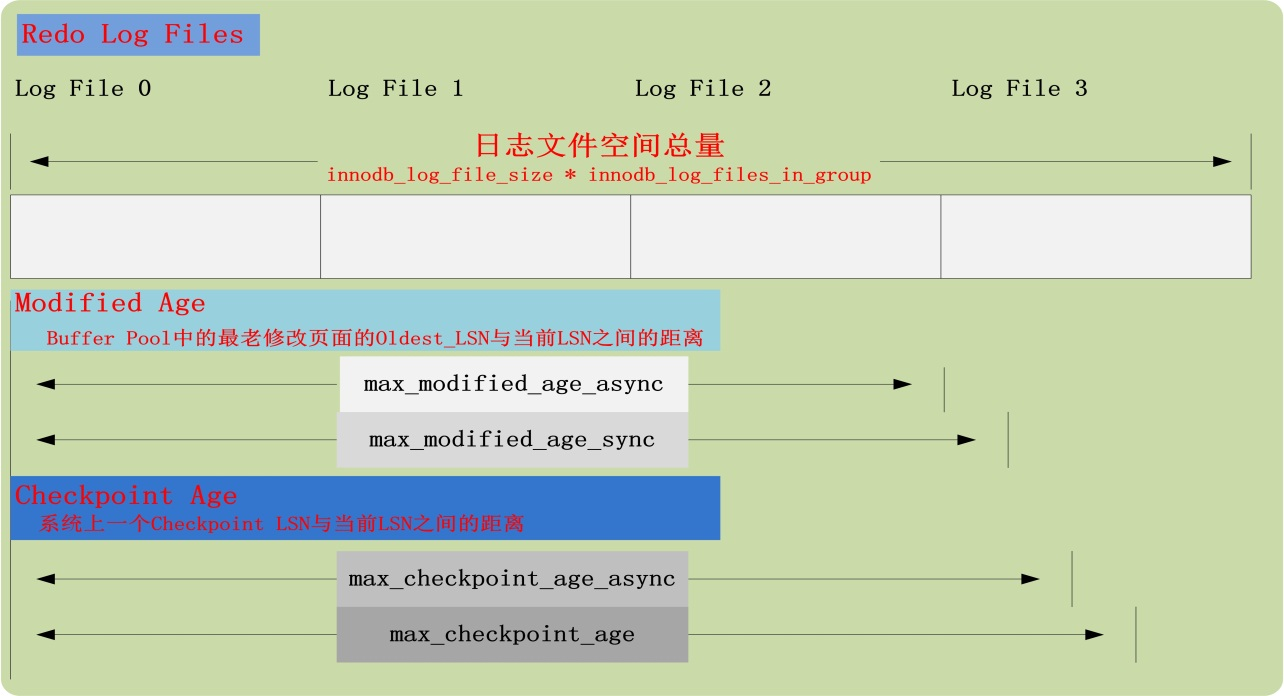 Redo Log Files
Log File 0 Log File 1 Log File 2 Log File 3
日志文件空间总量
innodb_log_file_size * innodb_log_files_in_group
Modified Age
Buffer Pool中的最老修改页面的Oldest_LSN与当前LSN之间的距离
max_modified_age_async
max_modified_age_sync
Checkpoint Age
系统上一个Checkpoint LSN与当前LSN之间的距离
max_checkpoint_age_async
max_checkpoint_age